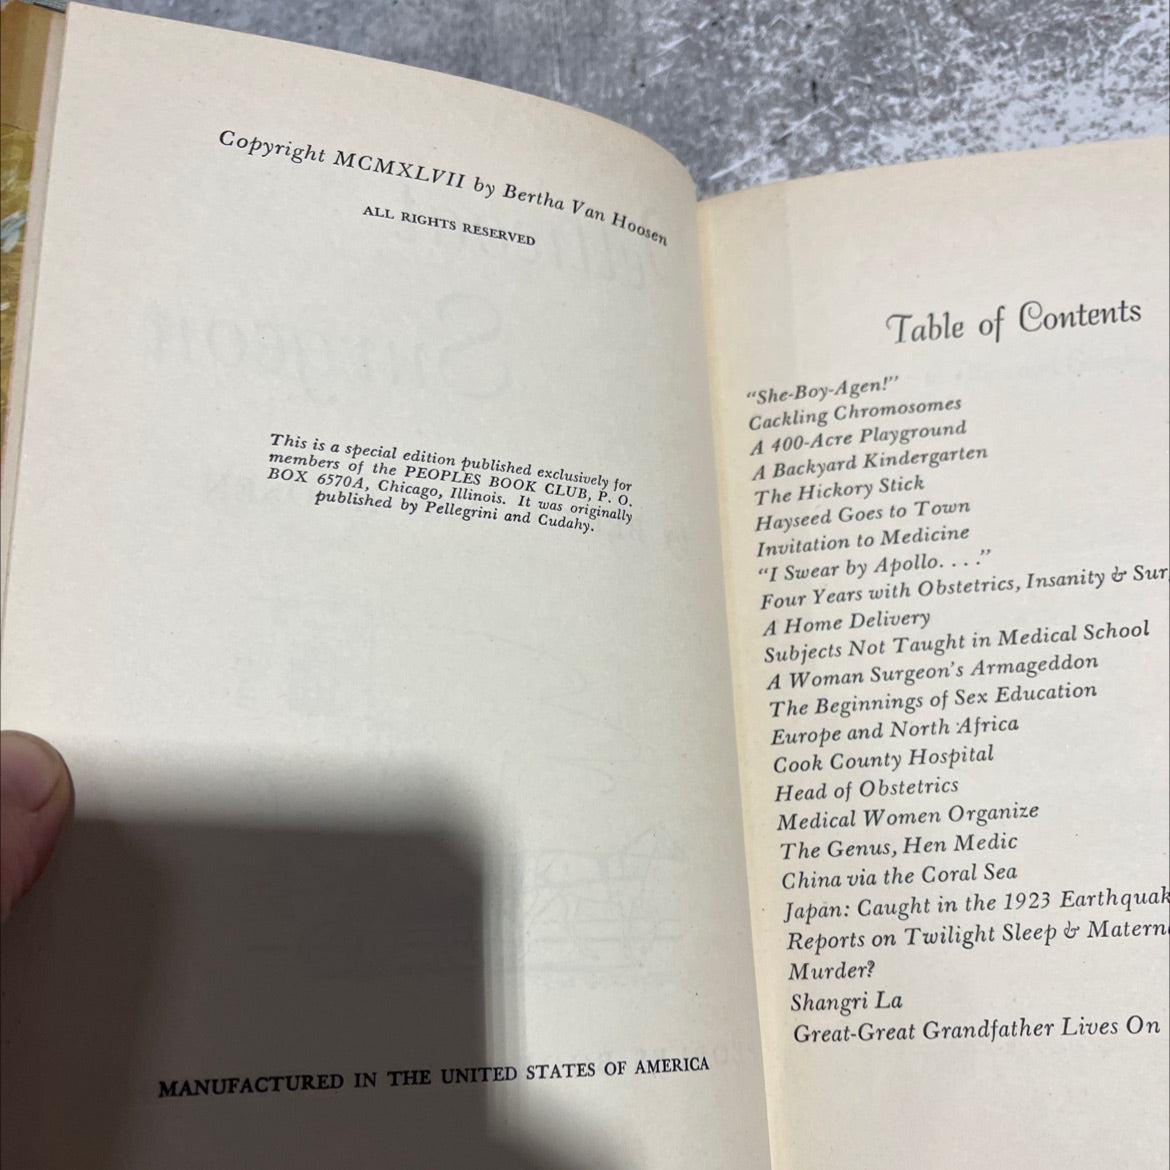 Copyright MCMXLVII by Bertha Van Hoosen
ALL RIGHTS RESERVED
This is a special edition published exclusively for
members of the PEOPLES BOOK CLUB, P. O.
BOX 6570A, Chicago, Illinois. It was originally
published by Pellegrini and Cudahy.
MANUFACTURED IN THE UNITED STATES OF AMERICA
Table of Contents
"She-Boy-Agen!"
Cackling Chromosomes
A 400-Acre Playground
A Backyard Kindergarten
The Hickory Stick
Hayseed Goes to Town
Invitation to Medicine
"I Swear by Apollo. . . ."
Four Years with Obstetrics, Insanity & Sur
A Home Delivery
Subjects Not Taught in Medical School
A Woman Surgeon's Armageddon
The Beginnings of Sex Education
Europe and North Africa
Cook County Hospital
Head of Obstetrics
Medical Women Organize
The Genus, Hen Medic
China via the Coral Sea
Japan: Caught in the 1923 Earthquak
Reports on Twilight Sleep & Matern
Murder?
Shangri La
Great-Great Grandfather Lives On